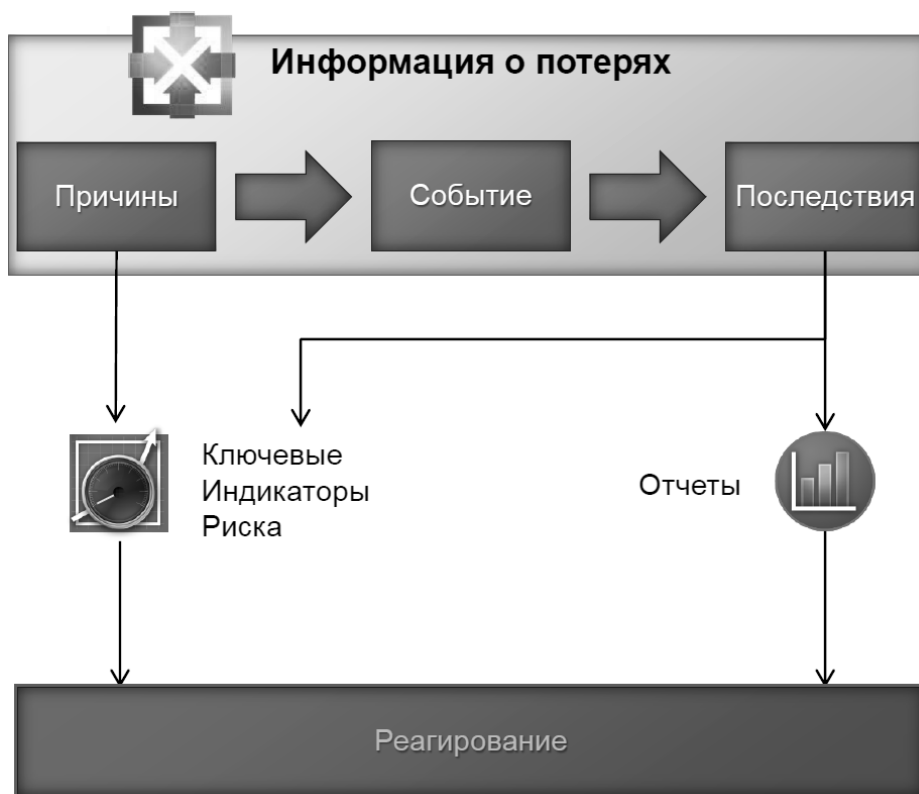 Информация о потерях
Причины
Событие
Последствия
Ключевые
Индикаторы
Риска
Отчеты
Реагирование